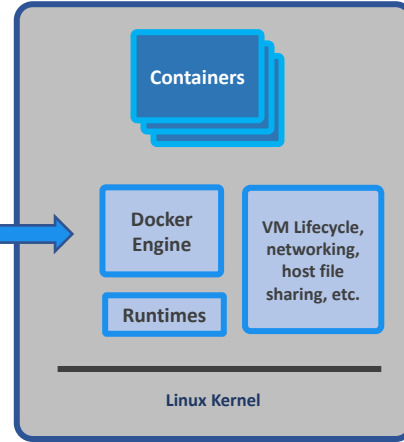 Containers
Docker
Engine
VM Lifecycle,
networking,
host file
sharing, etc.
Runtimes
Linux Kernel